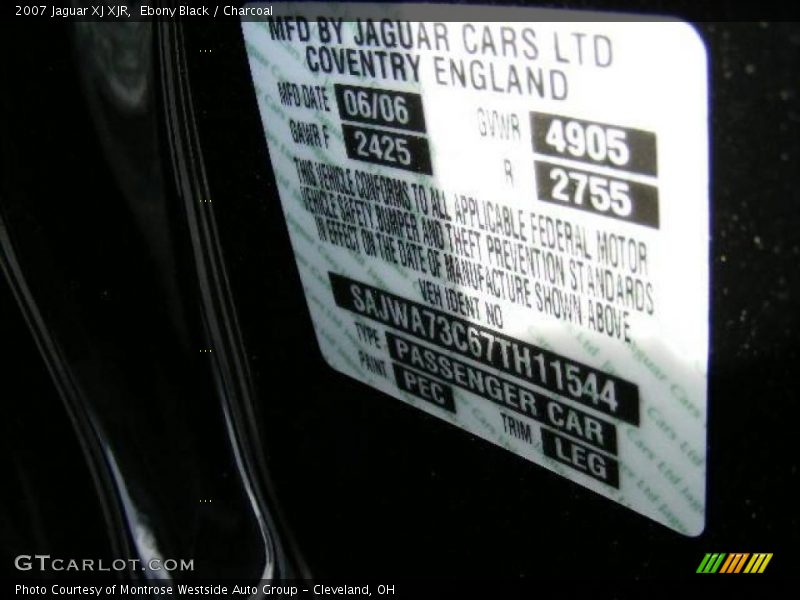 2007 Jaguar XJ XJR, Ebony Black / Charcoal
MFD BY JAGUAR CARS LTD
COVENTRY ENGLAND
MFD DATE 06/06 GVWR 4905
GAWR F 2425 R 2755
THIS VEHICLE CONFORMS TO ALL APPLICABLE FEDERAL MOTOR
VEHICLE SAFETY BUMPER AND THEFT PREVENTION STANDARDS
IN EFFECT ON THE DATE OF MANUFACTURE SHOWN ABOVE
VEH IDENT NO
SAJWA73C67TH11544
TYPE PASSENGER CAR
PAINT PEC TRIM LEG
GTCARLOT.COM
Photo Courtesy of Montrose Westside Auto Group - Cleveland, OH